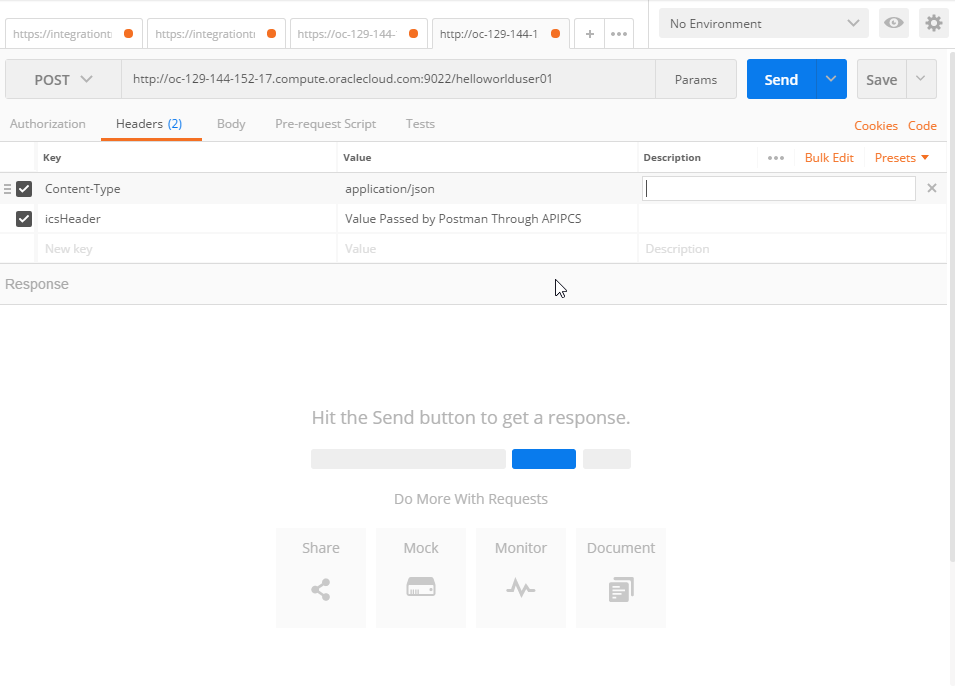 https://integrationt
https://integrationt
https://oc-129-144-
http://oc-129-144-1
No Environment
POST
http://oc-129-144-152-17.compute.oraclecloud.com:9022/helloworlduser01
Params
Send
Save
Authorization
Headers (2)
Body
Pre-request Script
Tests
Cookies
Code
Key
Value
Description
Bulk Edit
Presets
Content-Type
application/json
icsHeader
Value Passed by Postman Through APIPCS
New key
Value
Description
Response
Hit the Send button to get a response.
Do More With Requests
Share
Mock
Monitor
Document